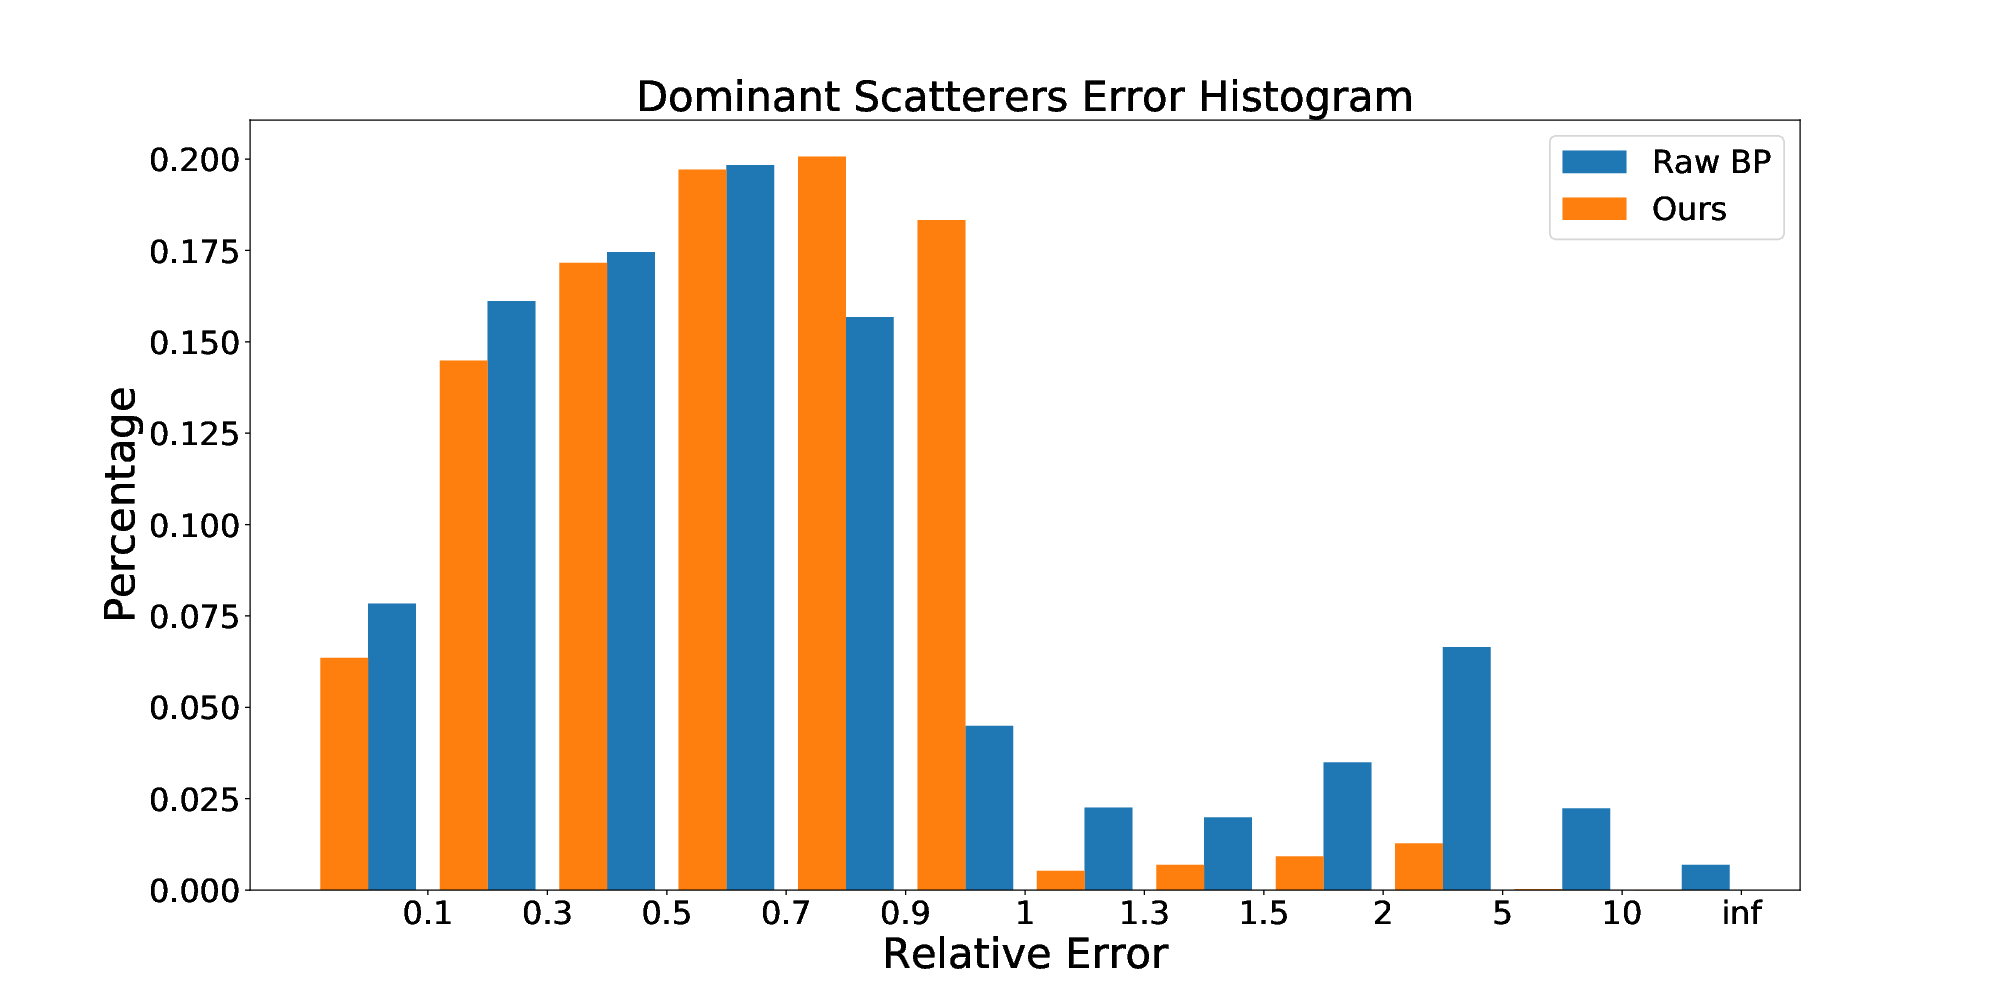 Dominant Scatterers Error Histogram
Raw BP
Ours
Percentage
0.200
0.175
0.150
0.125
0.100
0.075
0.050
0.025
0.000
0.1 0.3 0.5 0.7 0.9 1 1.3 1.5 2 5 10 inf
Relative Error